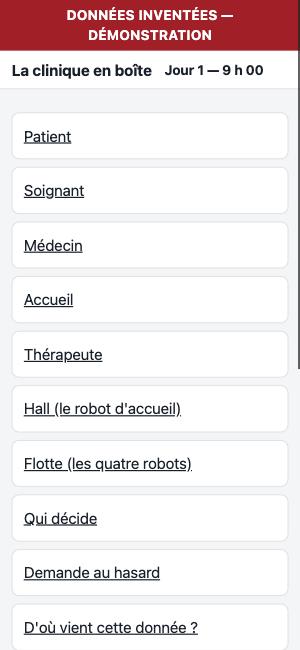 DONNÉES INVENTÉES —
DÉMONSTRATION
La clinique en boîte Jour 1 — 9 h 00
Patient
Soignant
Médecin
Accueil
Thérapeute
Hall (le robot d'accueil)
Flotte (les quatre robots)
Qui décide
Demande au hasard
D'où vient cette donnée ?